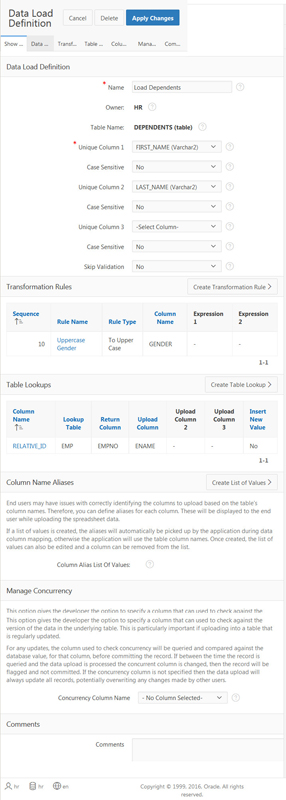 Data Load
Definition
Cancel
Delete
Apply Changes
Show ...
Data ...
Transf...
Table ...
Colu...
Mana...
Com...
Data Load Definition
* Name Load Dependents
Owner: HR
Table Name: DEPENDENTS (table)
* Unique Column 1 FIRST_NAME (Varchar2)
Case Sensitive No
Unique Column 2 LAST_NAME (Varchar2)
Case Sensitive No
Unique Column 3 -Select Column-
Case Sensitive No
Skip Validation No
Transformation Rules
Create Transformation Rule >
Sequence Rule Name Rule Type Column Name Expression 1 Expression 2
10 Uppercase Gender To Upper Case GENDER - -
1-1
Table Lookups
Create Table Lookup >
Column Name Lookup Table Return Column Upload Column Upload Column 2 Upload Column 3 Insert New Value
RELATIVE_ID EMP EMPNO ENAME - - No
1-1
Column Name Aliases
Create List of Values >
End users may have issues with correctly identifying the columns to upload based on the table's
column names. Therefore, you can define aliases for each column. These will be displayed to the end
user while uploading the spreadsheet data.
If a list of values is created, the aliases will automatically be picked up by the application during data
column mapping, otherwise the application will use the table column names. Once created, the list of
values can also be edited and a column can be removed from the list.
Column Alias List Of Values:
Manage Concurrency
This option gives the developer the option to specify a column that can used to check against the
This option gives the developer the option to specify a column that can used to check against the
version of the data in the underlying table. This is particularly important if uploading into a table that
is regularly updated.
For any updates, the column used to check concurrency will be queried and compared against the
database value, for that column, before committing the record. If between the time the record is
queried and the data upload is processed the concurrent column is changed, then the record will be
flagged and not committed. If the concurrency column is not specified then the data upload will
always update all records, potentially overwriting any changes made by other users.
Concurrency Column Name - No Column Selected-
Comments
Comments
hr hr en
Copyright © 1999, 2016, Oracle. All rights
reserved.